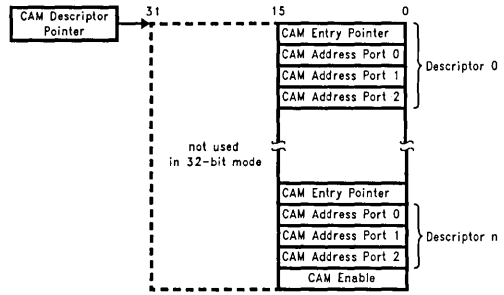 CAM Descriptor
Pointer
31 15 0
CAM Entry Pointer
CAM Address Port 0
CAM Address Port 1
CAM Address Port 2
Descriptor 0
not used
in 32-bit mode
CAM Entry Pointer
CAM Address Port 0
CAM Address Port 1
CAM Address Port 2
Descriptor n
CAM Enable